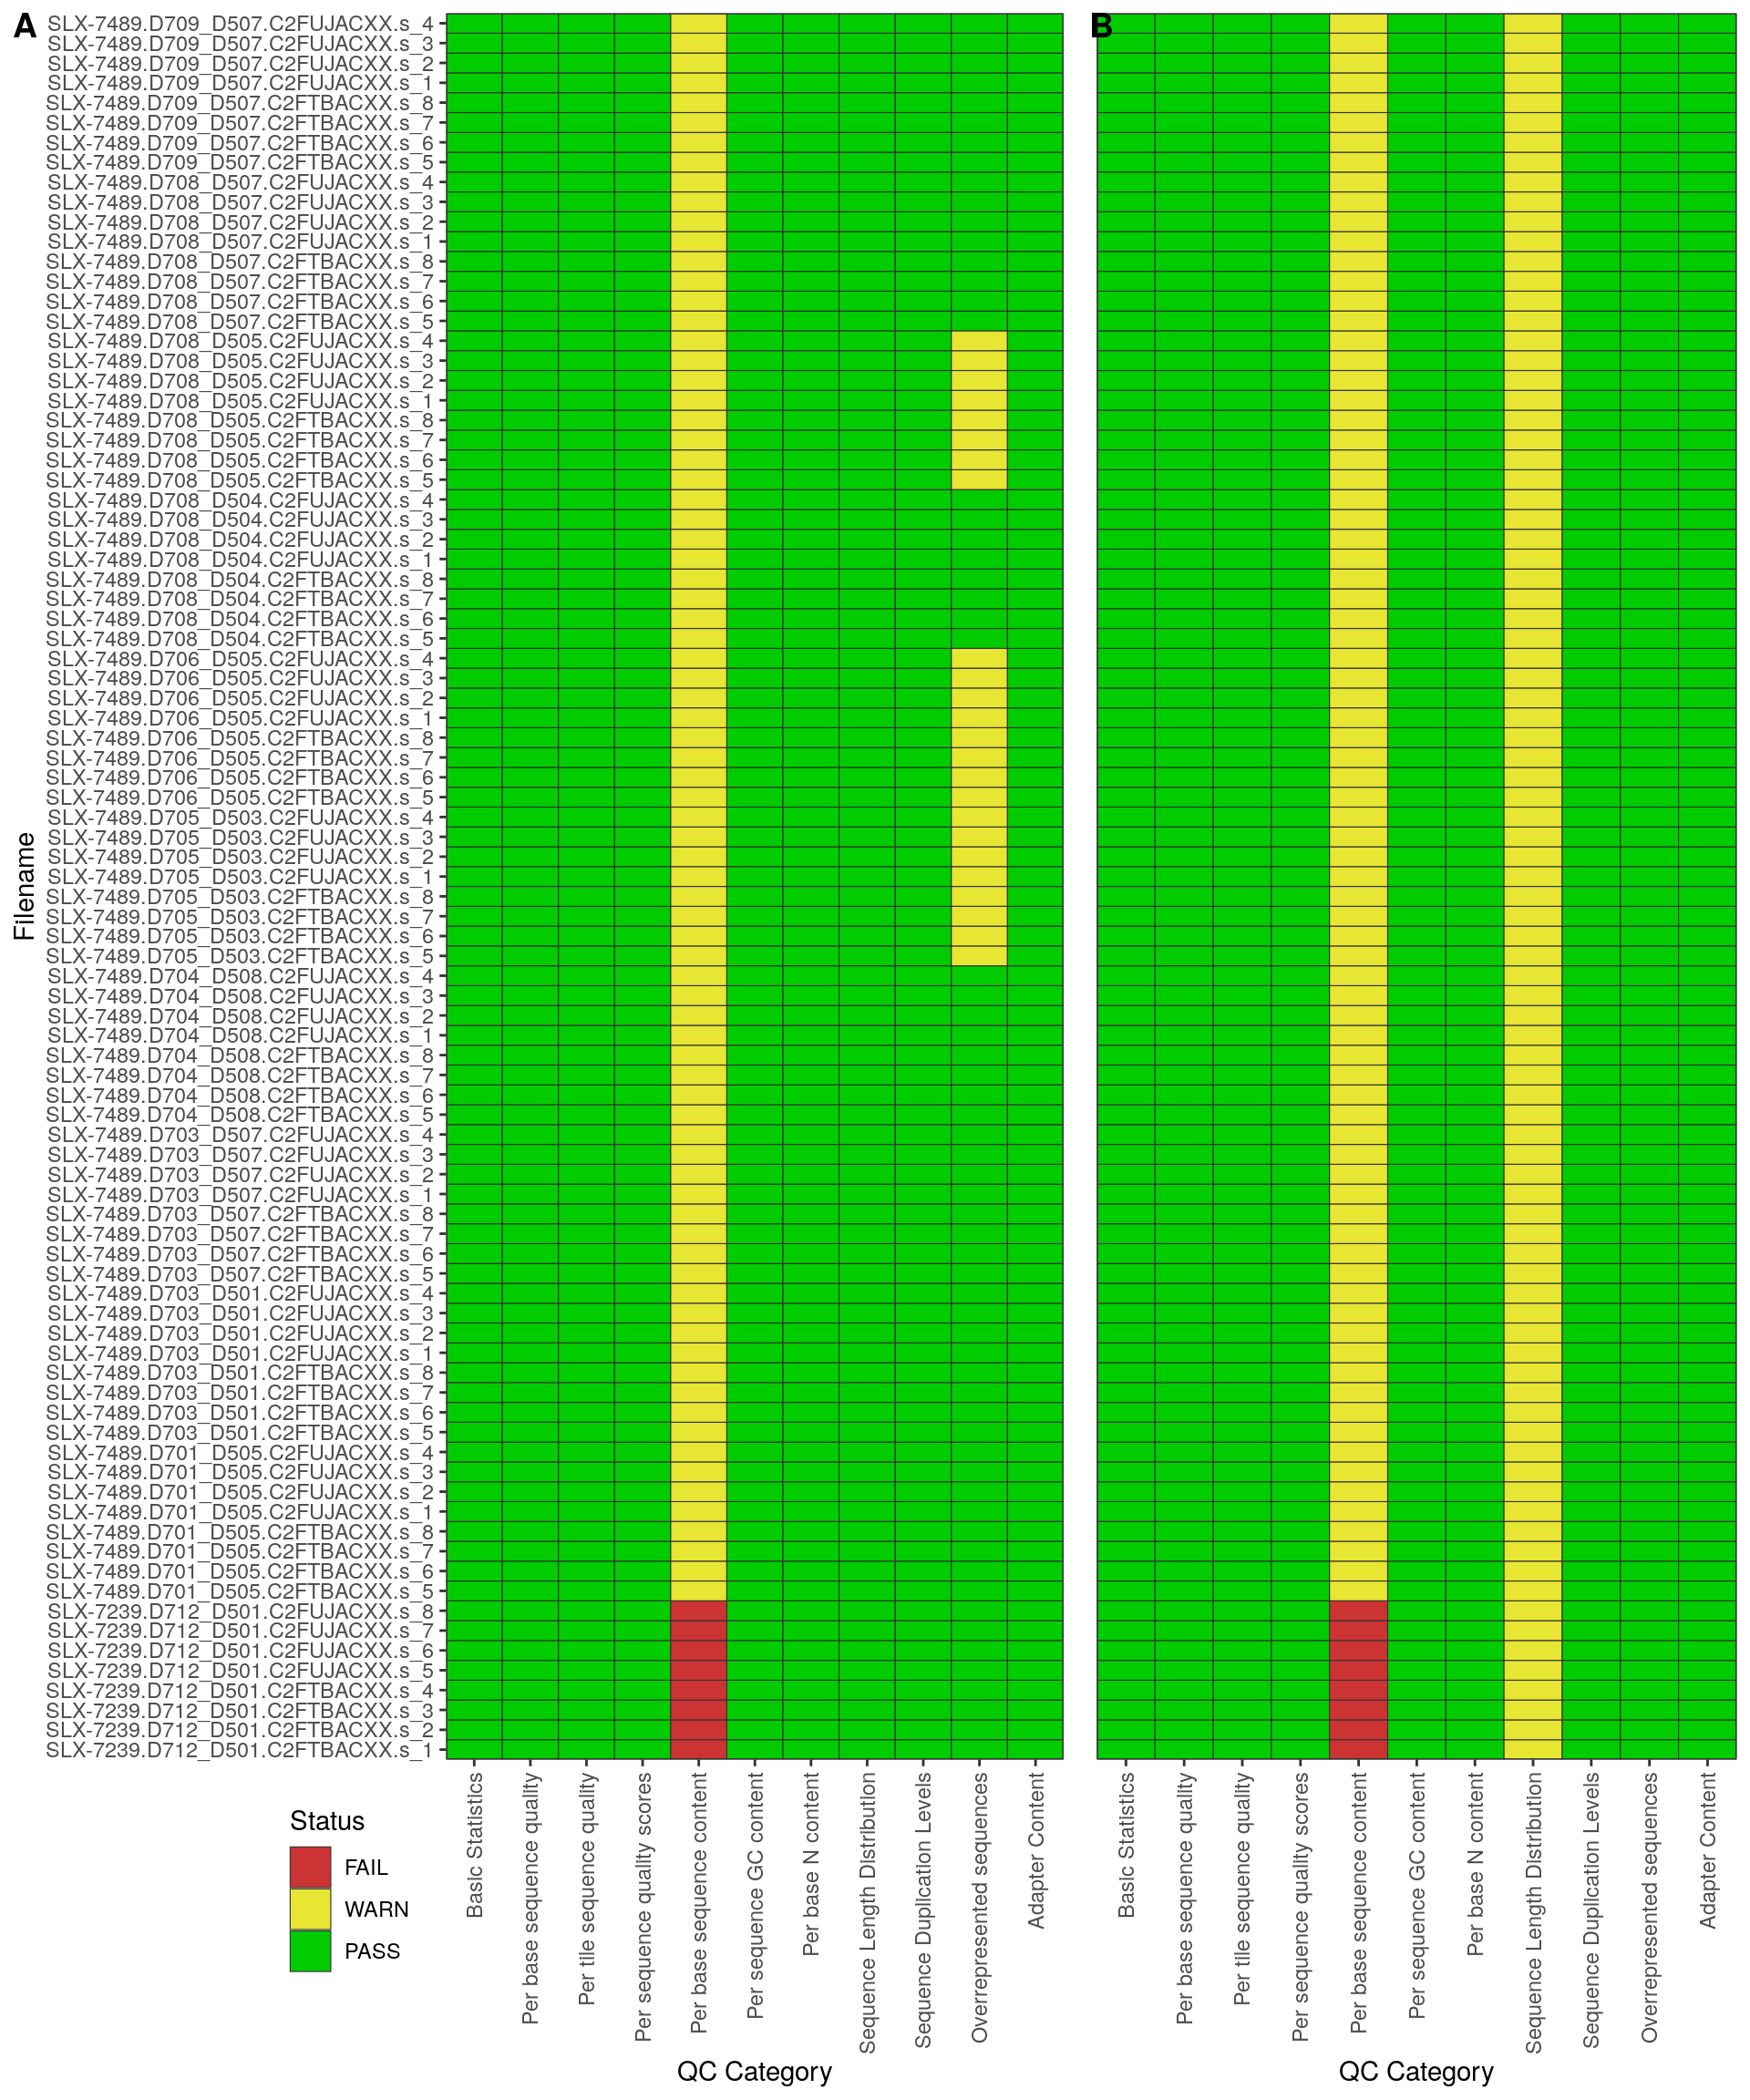 A
B
SLX-7489.D709_D507.C2FUJACXX.s_4
SLX-7489.D709_D507.C2FUJACXX.s_3
SLX-7489.D709_D507.C2FUJACXX.s_2
SLX-7489.D709_D507.C2FUJACXX.s_1
SLX-7489.D709_D507.C2FTBACXX.s_8
SLX-7489.D709_D507.C2FTBACXX.s_7
SLX-7489.D709_D507.C2FTBACXX.s_6
SLX-7489.D709_D507.C2FTBACXX.s_5
SLX-7489.D708_D507.C2FUJACXX.s_4
SLX-7489.D708_D507.C2FUJACXX.s_3
SLX-7489.D708_D507.C2FUJACXX.s_2
SLX-7489.D708_D507.C2FUJACXX.s_1
SLX-7489.D708_D507.C2FTBACXX.s_8
SLX-7489.D708_D507.C2FTBACXX.s_7
SLX-7489.D708_D507.C2FTBACXX.s_6
SLX-7489.D708_D507.C2FTBACXX.s_5
SLX-7489.D708_D505.C2FUJACXX.s_4
SLX-7489.D708_D505.C2FUJACXX.s_3
SLX-7489.D708_D505.C2FUJACXX.s_2
SLX-7489.D708_D505.C2FUJACXX.s_1
SLX-7489.D708_D505.C2FTBACXX.s_8
SLX-7489.D708_D505.C2FTBACXX.s_7
SLX-7489.D708_D505.C2FTBACXX.s_6
SLX-7489.D708_D505.C2FTBACXX.s_5
SLX-7489.D708_D504.C2FUJACXX.s_4
SLX-7489.D708_D504.C2FUJACXX.s_3
SLX-7489.D708_D504.C2FUJACXX.s_2
SLX-7489.D708_D504.C2FUJACXX.s_1
SLX-7489.D708_D504.C2FTBACXX.s_8
SLX-7489.D708_D504.C2FTBACXX.s_7
SLX-7489.D708_D504.C2FTBACXX.s_6
SLX-7489.D708_D504.C2FTBACXX.s_5
SLX-7489.D706_D505.C2FUJACXX.s_4
SLX-7489.D706_D505.C2FUJACXX.s_3
SLX-7489.D706_D505.C2FUJACXX.s_2
SLX-7489.D706_D505.C2FUJACXX.s_1
SLX-7489.D706_D505.C2FTBACXX.s_8
SLX-7489.D706_D505.C2FTBACXX.s_7
SLX-7489.D706_D505.C2FTBACXX.s_6
SLX-7489.D706_D505.C2FTBACXX.s_5
SLX-7489.D705_D503.C2FUJACXX.s_4
SLX-7489.D705_D503.C2FUJACXX.s_3
SLX-7489.D705_D503.C2FUJACXX.s_2
SLX-7489.D705_D503.C2FUJACXX.s_1
SLX-7489.D705_D503.C2FTBACXX.s_8
SLX-7489.D705_D503.C2FTBACXX.s_7
SLX-7489.D705_D503.C2FTBACXX.s_6
SLX-7489.D705_D503.C2FTBACXX.s_5
SLX-7489.D704_D508.C2FUJACXX.s_4
SLX-7489.D704_D508.C2FUJACXX.s_3
SLX-7489.D704_D508.C2FUJACXX.s_2
SLX-7489.D704_D508.C2FUJACXX.s_1
SLX-7489.D704_D508.C2FTBACXX.s_8
SLX-7489.D704_D508.C2FTBACXX.s_7
SLX-7489.D704_D508.C2FTBACXX.s_6
SLX-7489.D704_D508.C2FTBACXX.s_5
SLX-7489.D703_D507.C2FUJACXX.s_4
SLX-7489.D703_D507.C2FUJACXX.s_3
SLX-7489.D703_D507.C2FUJACXX.s_2
SLX-7489.D703_D507.C2FUJACXX.s_1
SLX-7489.D703_D507.C2FTBACXX.s_8
SLX-7489.D703_D507.C2FTBACXX.s_7
SLX-7489.D703_D507.C2FTBACXX.s_6
SLX-7489.D703_D507.C2FTBACXX.s_5
SLX-7489.D703_D501.C2FUJACXX.s_4
SLX-7489.D703_D501.C2FUJACXX.s_3
SLX-7489.D703_D501.C2FUJACXX.s_2
SLX-7489.D703_D501.C2FUJACXX.s_1
SLX-7489.D703_D501.C2FTBACXX.s_8
SLX-7489.D703_D501.C2FTBACXX.s_7
SLX-7489.D703_D501.C2FTBACXX.s_6
SLX-7489.D703_D501.C2FTBACXX.s_5
SLX-7489.D701_D505.C2FUJACXX.s_4
SLX-7489.D701_D505.C2FUJACXX.s_3
SLX-7489.D701_D505.C2FUJACXX.s_2
SLX-7489.D701_D505.C2FUJACXX.s_1
SLX-7489.D701_D505.C2FTBACXX.s_8
SLX-7489.D701_D505.C2FTBACXX.s_7
SLX-7489.D701_D505.C2FTBACXX.s_6
SLX-7489.D701_D505.C2FTBACXX.s_5
SLX-7239.D712_D501.C2FUJACXX.s_8
SLX-7239.D712_D501.C2FUJACXX.s_7
SLX-7239.D712_D501.C2FUJACXX.s_6
SLX-7239.D712_D501.C2FUJACXX.s_5
SLX-7239.D712_D501.C2FTBACXX.s_4
SLX-7239.D712_D501.C2FTBACXX.s_3
SLX-7239.D712_D501.C2FTBACXX.s_2
SLX-7239.D712_D501.C2FTBACXX.s_1
Filename
Basic Statistics
Per base sequence quality
Per tile sequence quality
Per sequence quality scores
Per base sequence content
Per sequence GC content
Per base N content
Sequence Length Distribution
Sequence Duplication Levels
Overrepresented sequences
Adapter Content
QC Category
Basic Statistics
Per base sequence quality
Per tile sequence quality
Per sequence quality scores
Per base sequence content
Per sequence GC content
Per base N content
Sequence Length Distribution
Sequence Duplication Levels
Overrepresented sequences
Adapter Content
QC Category
Status
FAIL
WARN
PASS